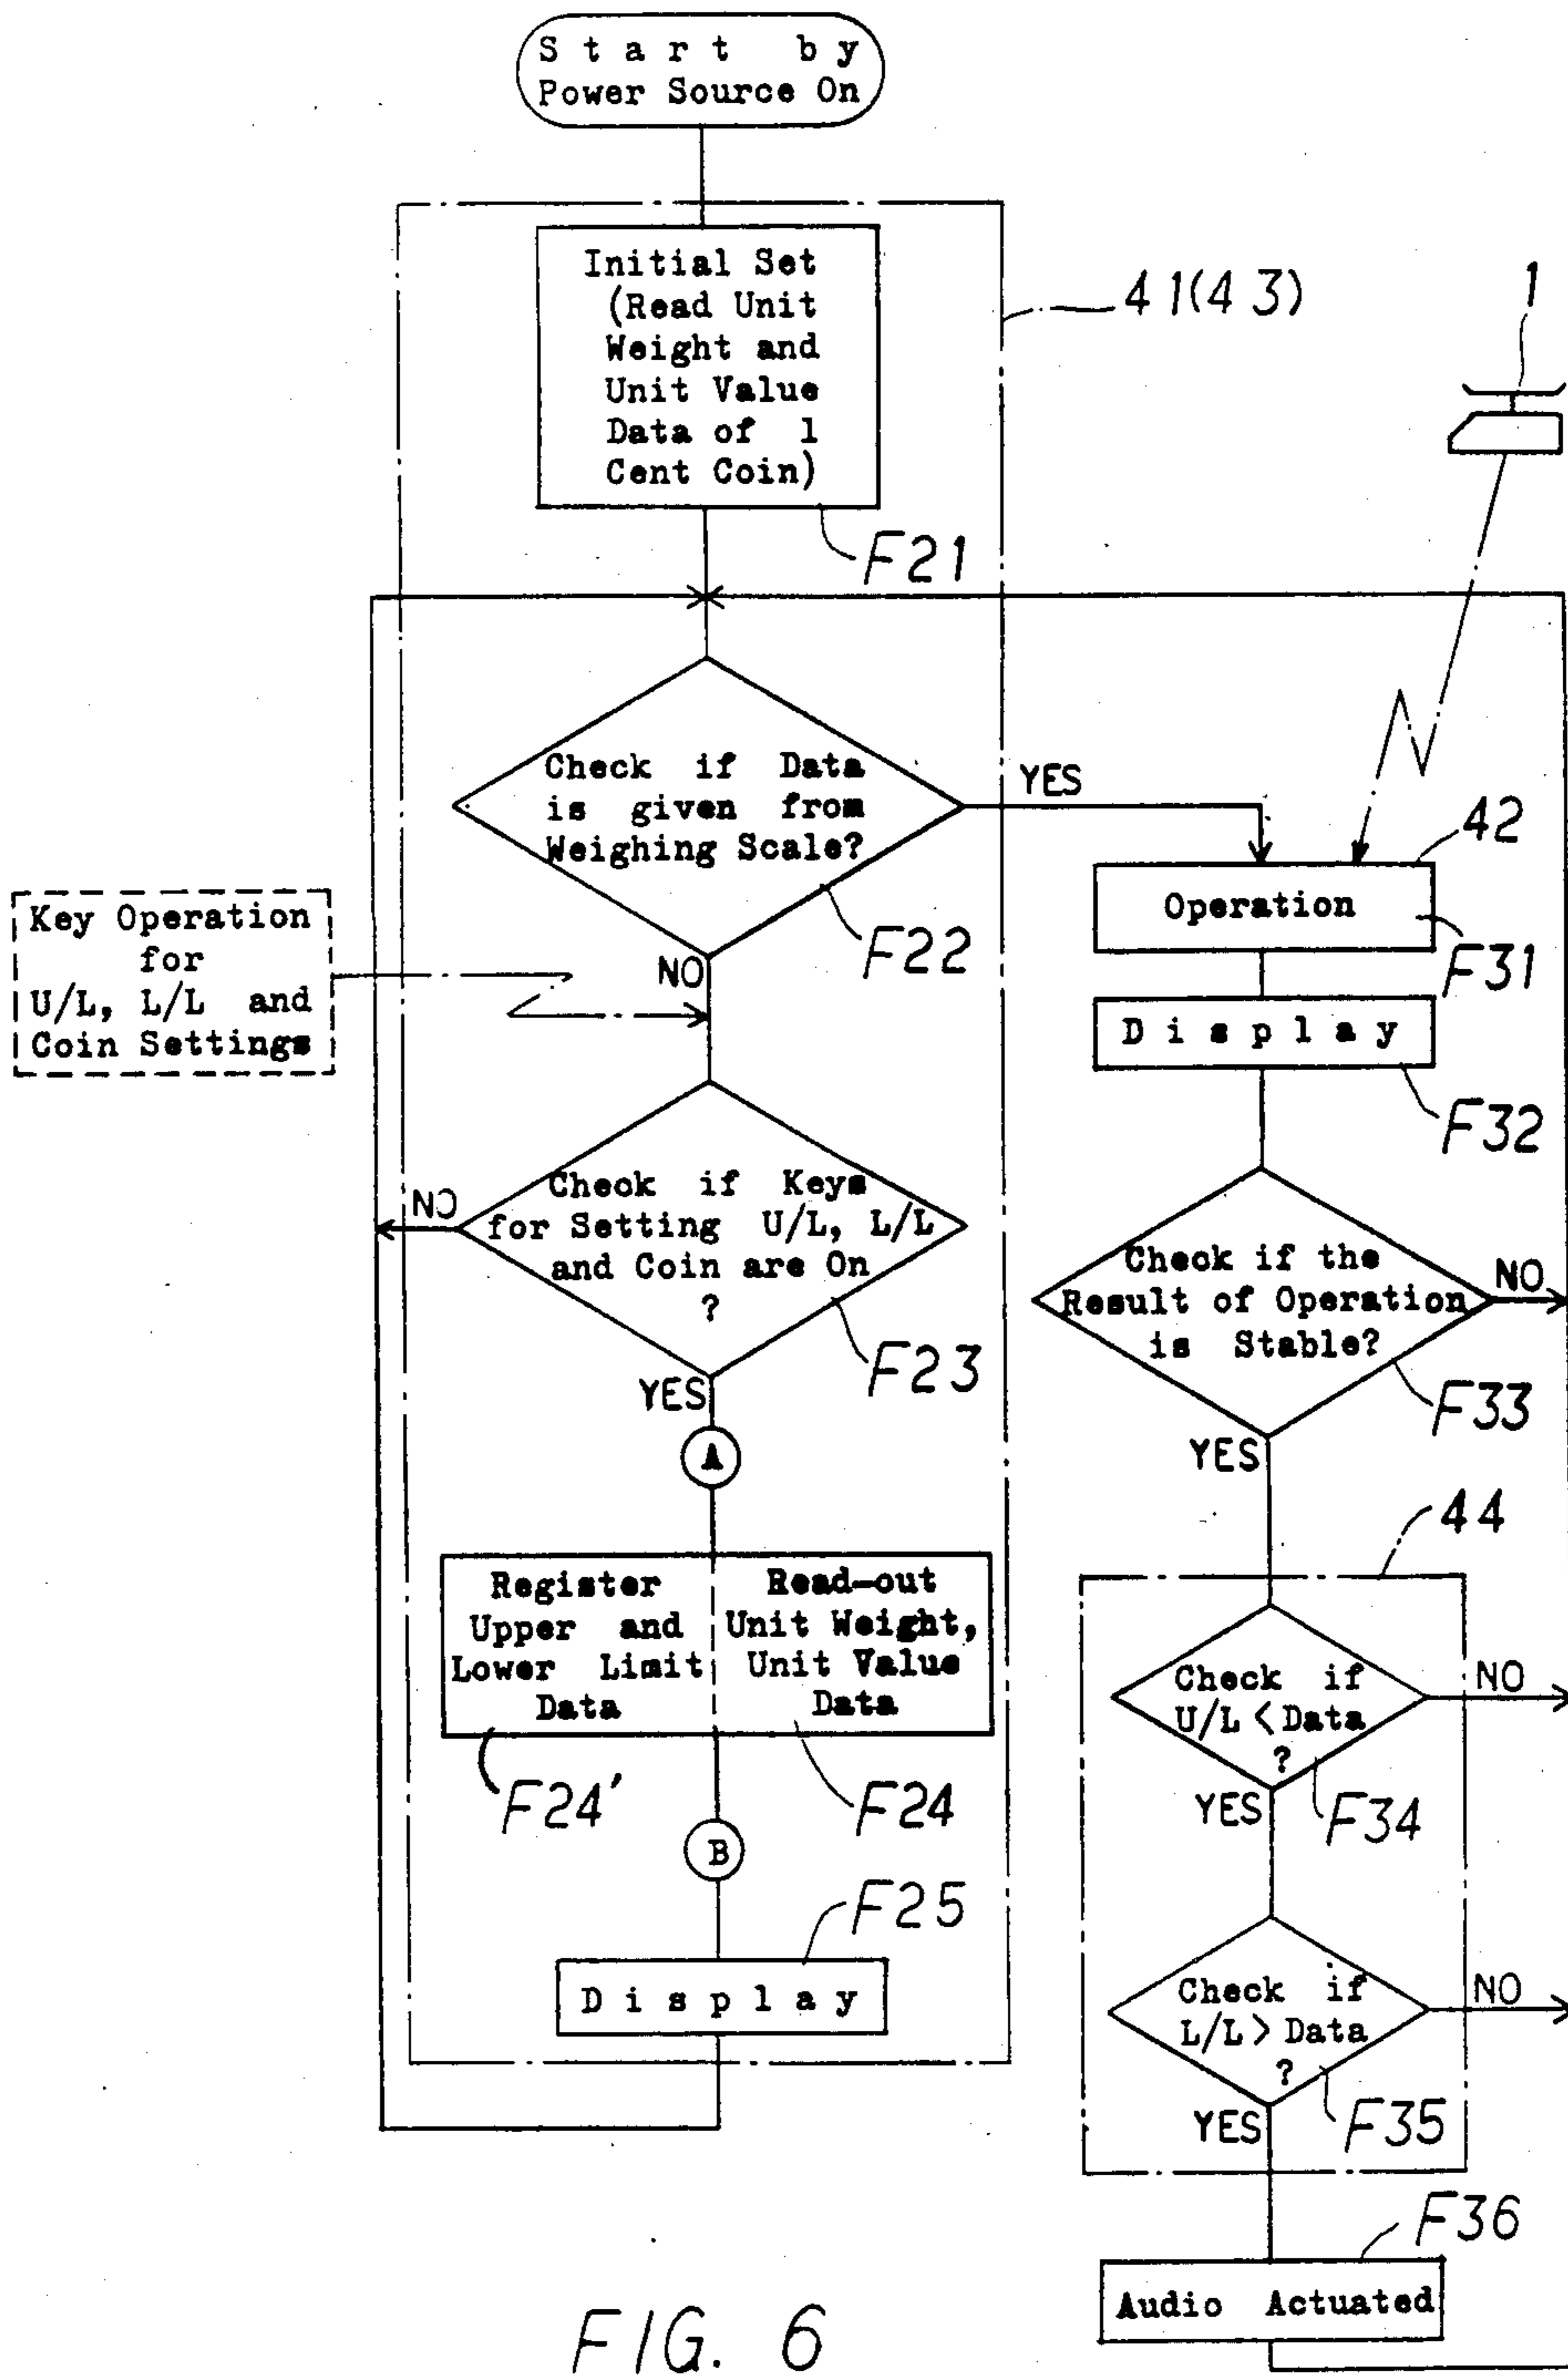 Start by
Power Source On
Initial Set
(Read Unit
Weight and
Unit Value
Data of 1
Cent Coin)
F21
41(43)
1
Check if Data
is given from
Weighing Scale?
F22
YES
NO
Key Operation
for
U/L, L/L and
Coin Settings
Check if Keys
for Setting U/L, L/L
and Coin are On
?
F23
NO
YES
A
Register
Upper and
Lower Limit
Data
F24'
Read-out
Unit Weight,
Unit Value
Data
F24
B
F25
Display
42
Operation
F31
Display
F32
Check if the
Result of Operation
is Stable?
F33
NO
YES
44
Check if
U/L < Data
?
F34
NO
YES
Check if
L/L > Data
?
F35
NO
YES
F36
Audio Actuated
FIG. 6